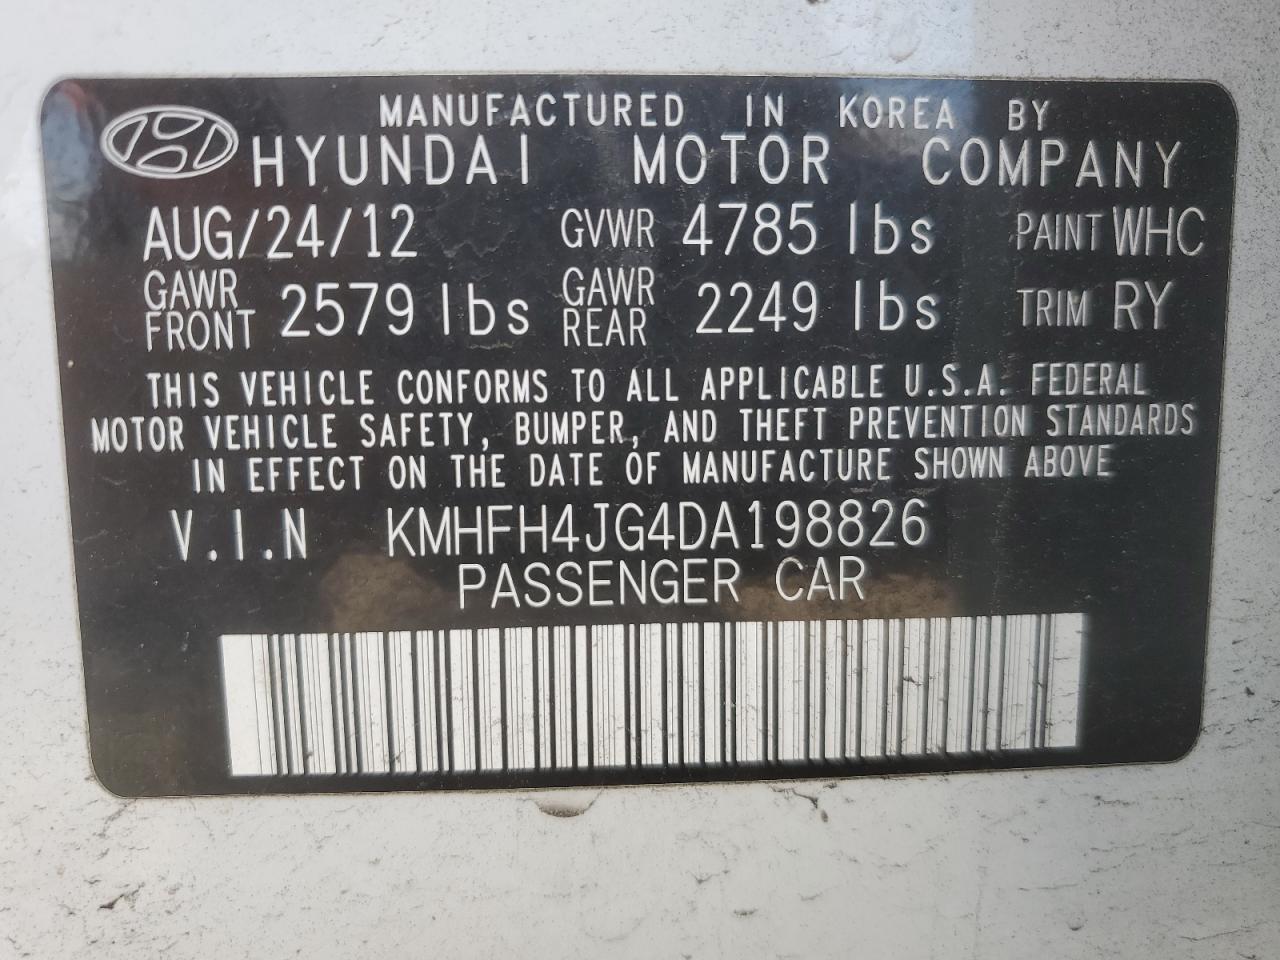 MANUFACTURED IN KOREA BY
HYUNDAI MOTOR COMPANY
AUG/24/12 GVWR 4785 lbs PAINT WHC
GAWR FRONT 2579 lbs GAWR REAR 2249 lbs TRIM RY
THIS VEHICLE CONFORMS TO ALL APPLICABLE U.S.A. FEDERAL
MOTOR VEHICLE SAFETY, BUMPER, AND THEFT PREVENTION STANDARDS
IN EFFECT ON THE DATE OF MANUFACTURE SHOWN ABOVE
V.I.N KMHFH4JG4DA198826
PASSENGER CAR